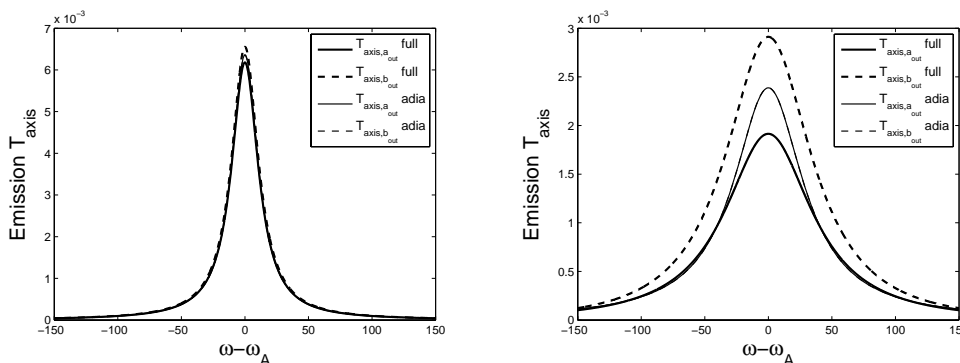 x 10⁻³
7
6
5
4
3
2
1
0
−150 −100 −50 0 50 100 150
Emission T_axis
ω−ω_A
T_axis,a_out full
T_axis,b_out full
T_axis,a_out adia
T_axis,b_out adia
x 10⁻³
3
2.5
2
1.5
1
0.5
0
−150 −100 −50 0 50 100 150
Emission T_axis
ω−ω_A
T_axis,a_out full
T_axis,b_out full
T_axis,a_out adia
T_axis,b_out adia